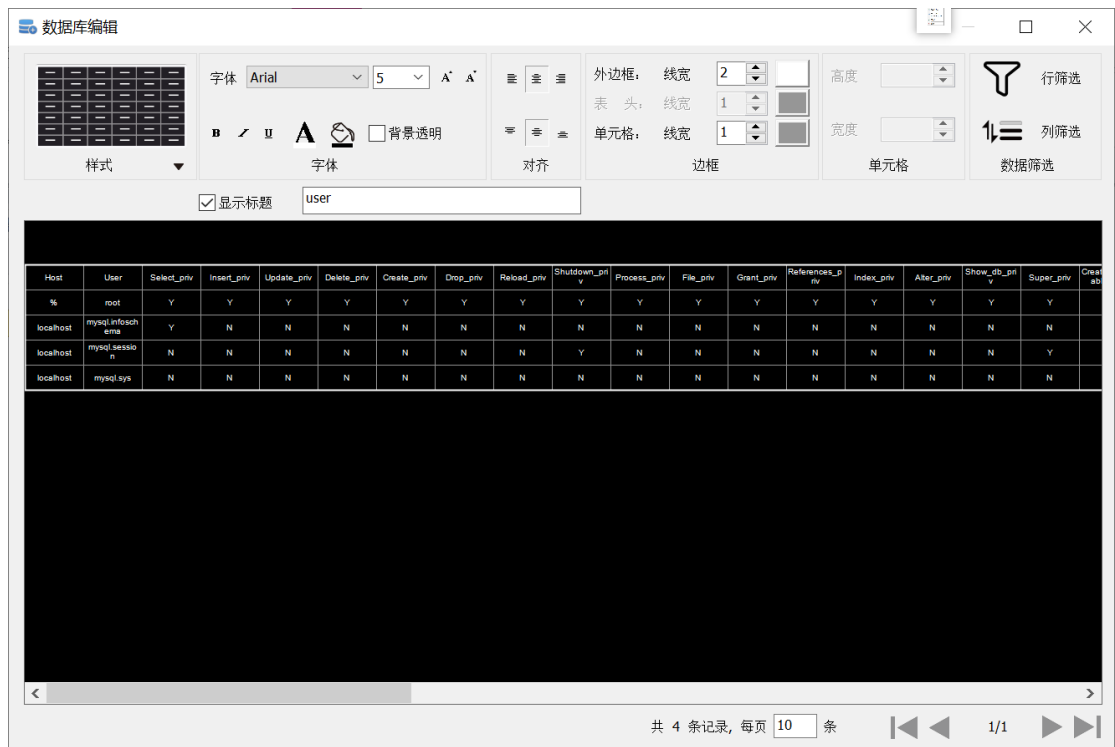 数据库编辑
字体 Arial 5 A A 外边框: 线宽 2 高度 行筛选
表 头: 线宽 1
B I U A 背景透明 单元格: 线宽 1 宽度 列筛选
样式 字体 对齐 边框 单元格 数据筛选
显示标题 user
Host User Select_priv Insert_priv Update_priv Delete_priv Create_priv Drop_priv Reload_priv Shutdown_priv Process_priv File_priv Grant_priv References_priv Index_priv Alter_priv Show_db_priv Super_priv
% root Y Y Y Y Y Y Y Y Y Y Y Y Y Y Y Y
localhost mysql.infoschema Y N N N N N N N N N N N N N N N
localhost mysql.session N N N N N N N Y N N N N N N N Y
localhost mysql.sys N N N N N N N N N N N N N N N N
共 4 条记录, 每页 10 条 1/1